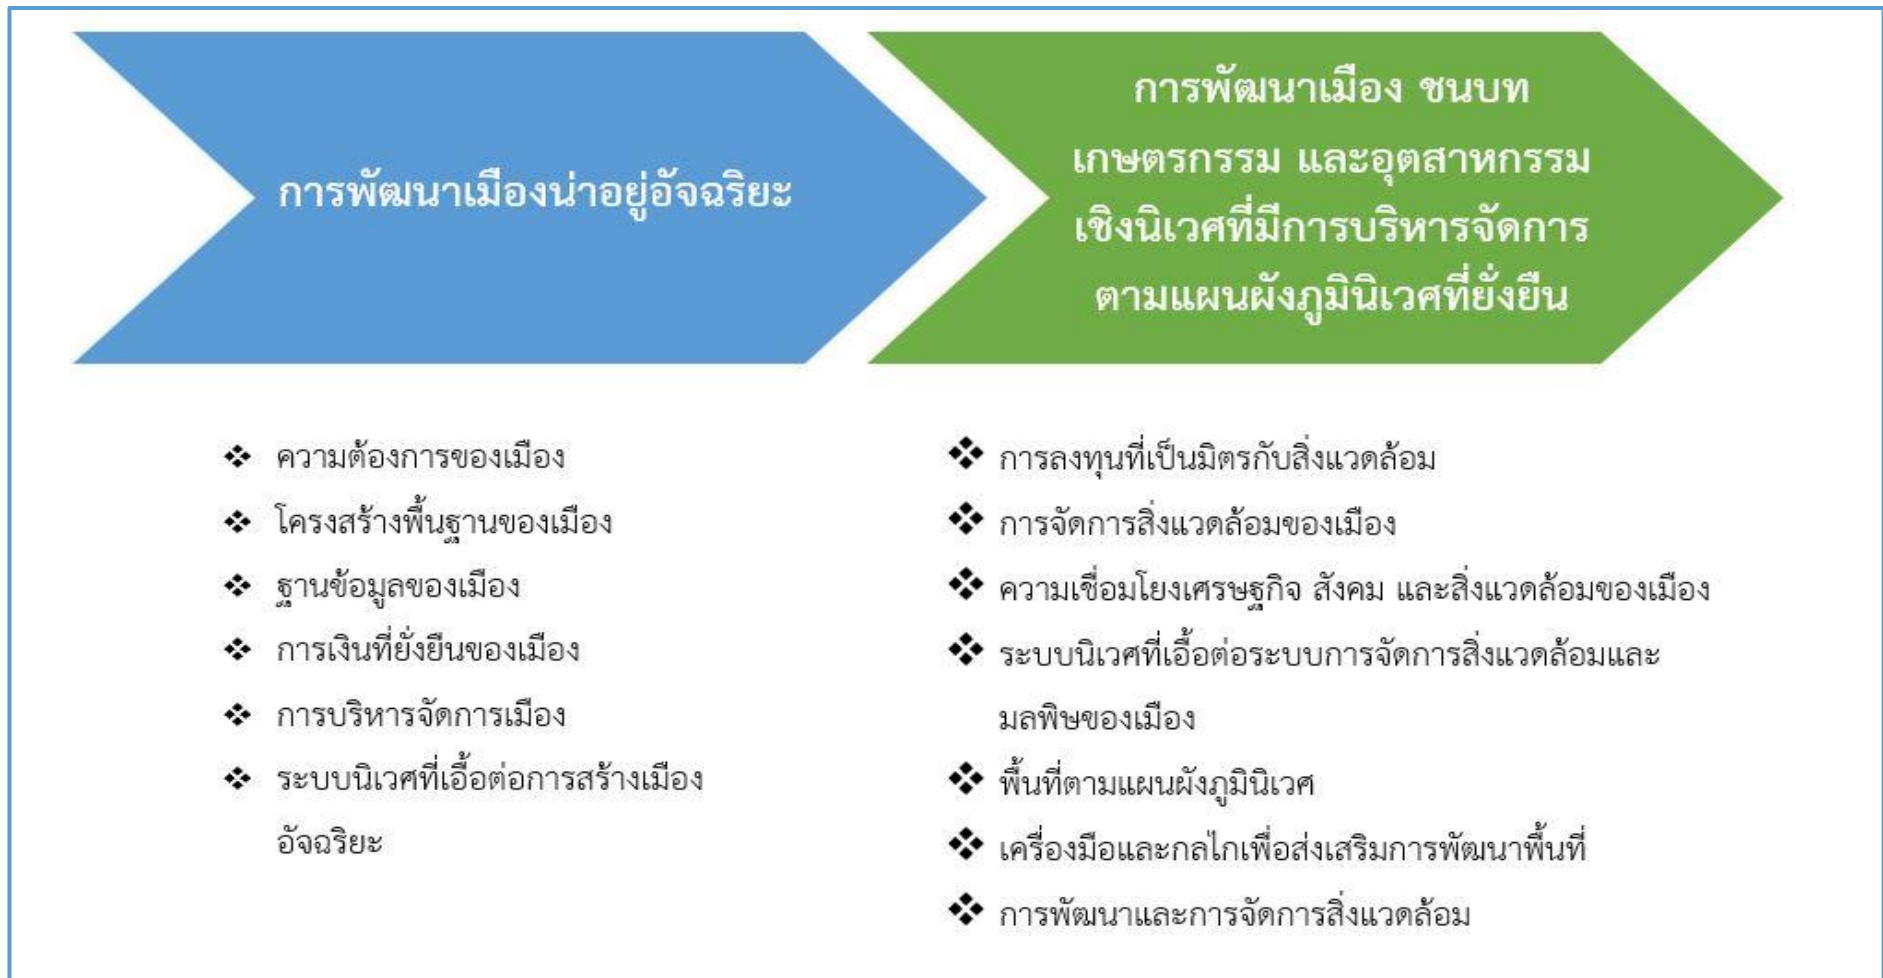 การพัฒนาเมืองน่าอยู่อัจฉริยะ
การพัฒนาเมือง ชนบท
เกษตรกรรม และอุตสาหกรรม
เชิงนิเวศที่มีการบริหารจัดการ
ตามแผนผังภูมินิเวศที่ยั่งยืน
❖ ความต้องการของเมือง
❖ โครงสร้างพื้นฐานของเมือง
❖ ฐานข้อมูลของเมือง
❖ การเงินที่ยั่งยืนของเมือง
❖ การบริหารจัดการเมือง
❖ ระบบนิเวศที่เอื้อต่อการสร้างเมือง
อัจฉริยะ
❖ การลงทุนที่เป็นมิตรกับสิ่งแวดล้อม
❖ การจัดการสิ่งแวดล้อมของเมือง
❖ ความเชื่อมโยงเศรษฐกิจ สังคม และสิ่งแวดล้อมของเมือง
❖ ระบบนิเวศที่เอื้อต่อระบบการจัดการสิ่งแวดล้อมและ
มลพิษของเมือง
❖ พื้นที่ตามแผนผังภูมินิเวศ
❖ เครื่องมือและกลไกเพื่อส่งเสริมการพัฒนาพื้นที่
❖ การพัฒนาและการจัดการสิ่งแวดล้อม